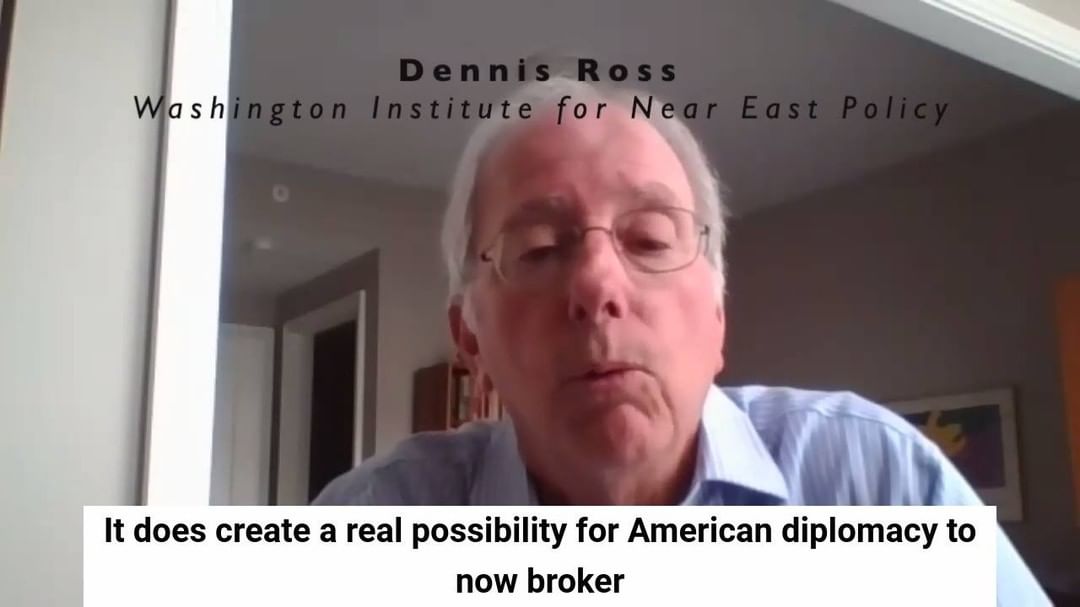 Dennis Ross
Washington Institute for Near East Policy
It does create a real possibility for American diplomacy to
now broker